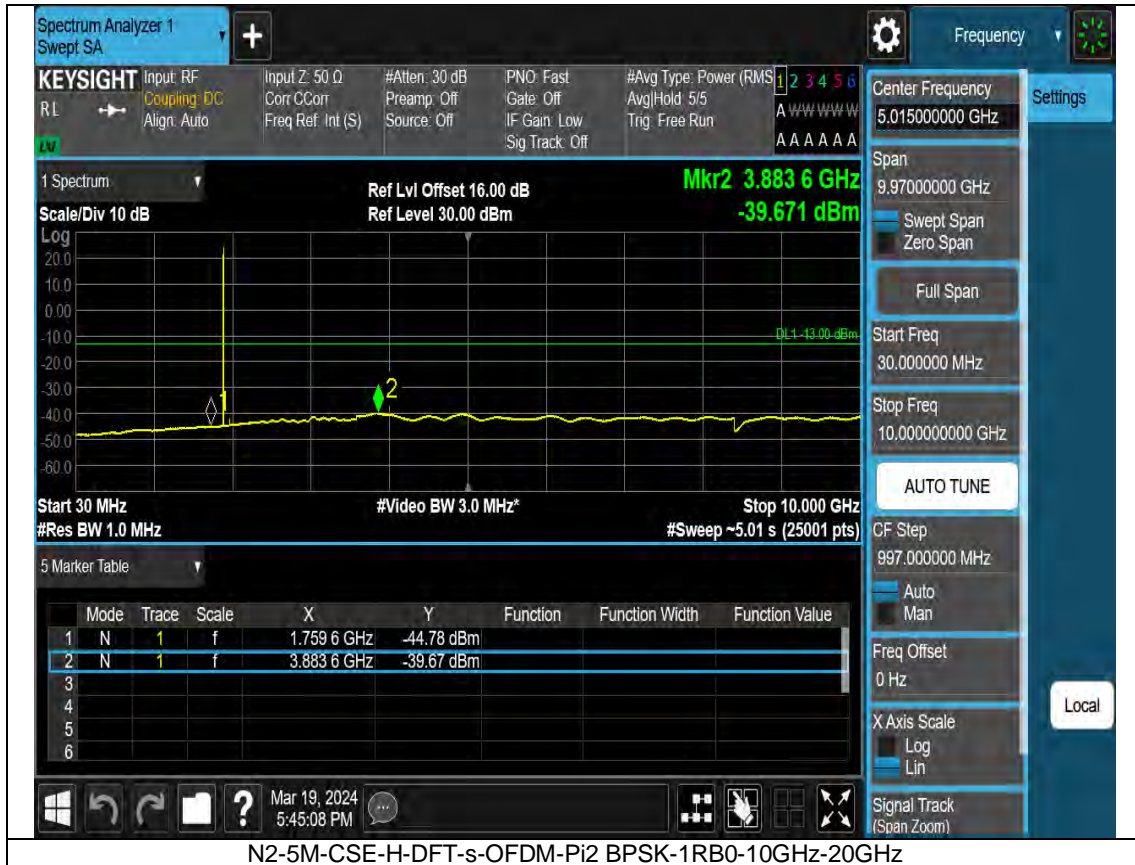 Spectrum Analyzer 1
Swept SA
Frequency
KEYSIGHT
RL
Input: RF
Coupling: DC
Align: Auto
Input Z: 50 Ω
Corr CCorr
Freq Ref: Int (S)
#Atten: 30 dB
Preamp: Off
Source: Off
PNO: Fast
Gate: Off
IF Gain: Low
Sig Track: Off
#Avg Type: Power (RMS
Avg|Hold: 5/5
Trig: Free Run
1 2 3 4 5 6
A W W W W W
A A A A A A
1 Spectrum
Scale/Div 10 dB
Ref Lvl Offset 16.00 dB
Ref Level 30.00 dBm
Mkr2 3.883 6 GHz
-39.671 dBm
Log
20.0
10.0
0.00
-10.0
-20.0
-30.0
-40.0
-50.0
-60.0
DL1 -13.00 dBm
1
2
Start 30 MHz
#Res BW 1.0 MHz
#Video BW 3.0 MHz*
Stop 10.000 GHz
#Sweep ~5.01 s (25001 pts)
5 Marker Table
Mode Trace Scale X Y Function Function Width Function Value
1 N 1 f 1.759 6 GHz -44.78 dBm
2 N 1 f 3.883 6 GHz -39.67 dBm
3
4
5
6
Mar 19, 2024
5:45:08 PM
Center Frequency
5.015000000 GHz
Settings
Span
9.97000000 GHz
Swept Span
Zero Span
Full Span
Start Freq
30.000000 MHz
Stop Freq
10.000000000 GHz
AUTO TUNE
CF Step
997.000000 MHz
Auto
Man
Freq Offset
0 Hz
X Axis Scale
Log
Lin
Local
Signal Track
(Span Zoom)
N2-5M-CSE-H-DFT-s-OFDM-Pi2 BPSK-1RB0-10GHz-20GHz